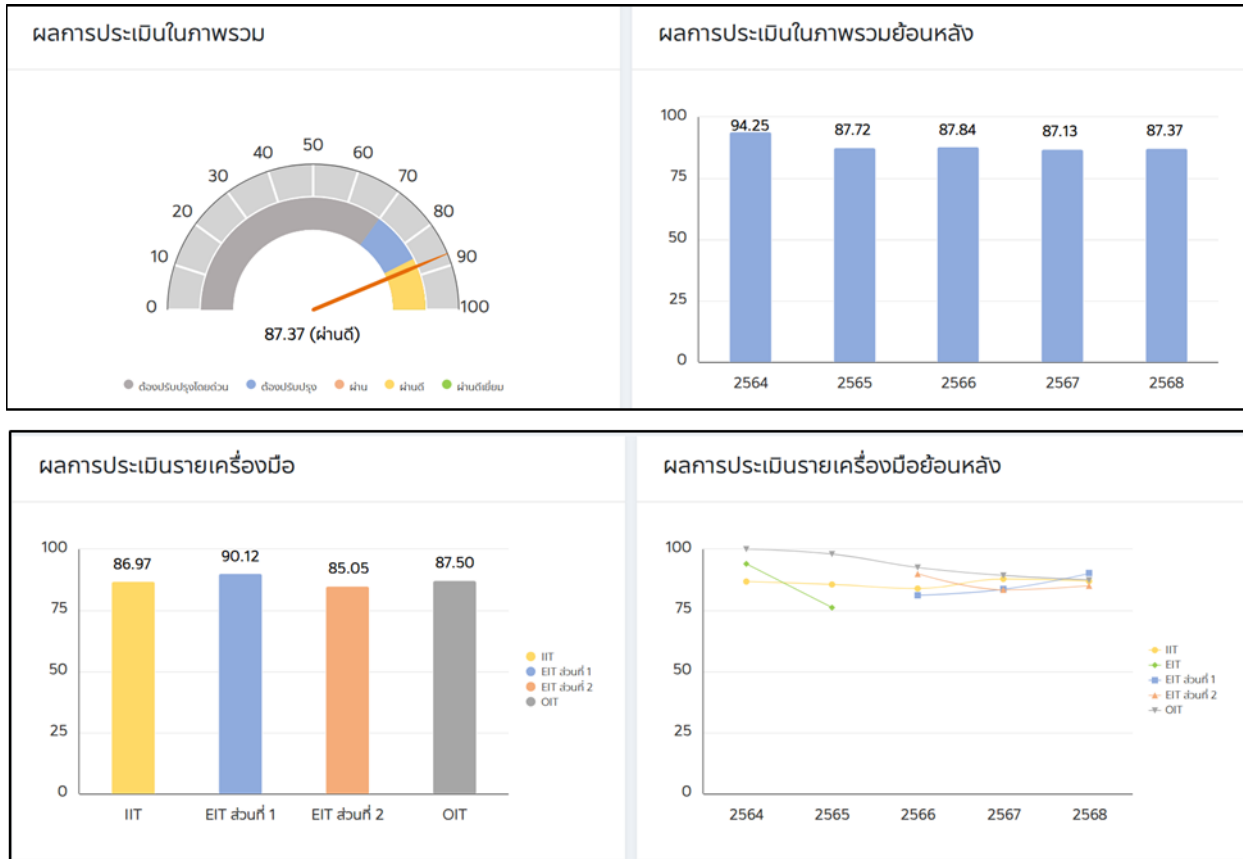 ผลการประเมินในภาพรวม
0
10
20
30
40
50
60
70
80
90
100
87.37 (ผ่านดี)
ต้องปรับปรุงโดยด่วน ต้องปรับปรุง ผ่าน ผ่านดี ผ่านดีเยี่ยม
ผลการประเมินในภาพรวมย้อนหลัง
100
75
50
25
0
94.25 87.72 87.84 87.13 87.37
2564 2565 2566 2567 2568
ผลการประเมินรายเครื่องมือ
100
75
50
25
0
86.97 90.12 85.05 87.50
IIT EIT ส่วนที่ 1 EIT ส่วนที่ 2 OIT
IIT
EIT ส่วนที่ 1
EIT ส่วนที่ 2
OIT
ผลการประเมินรายเครื่องมือย้อนหลัง
100
75
50
25
0
2564 2565 2566 2567 2568
IIT
EIT
EIT ส่วนที่ 1
EIT ส่วนที่ 2
OIT